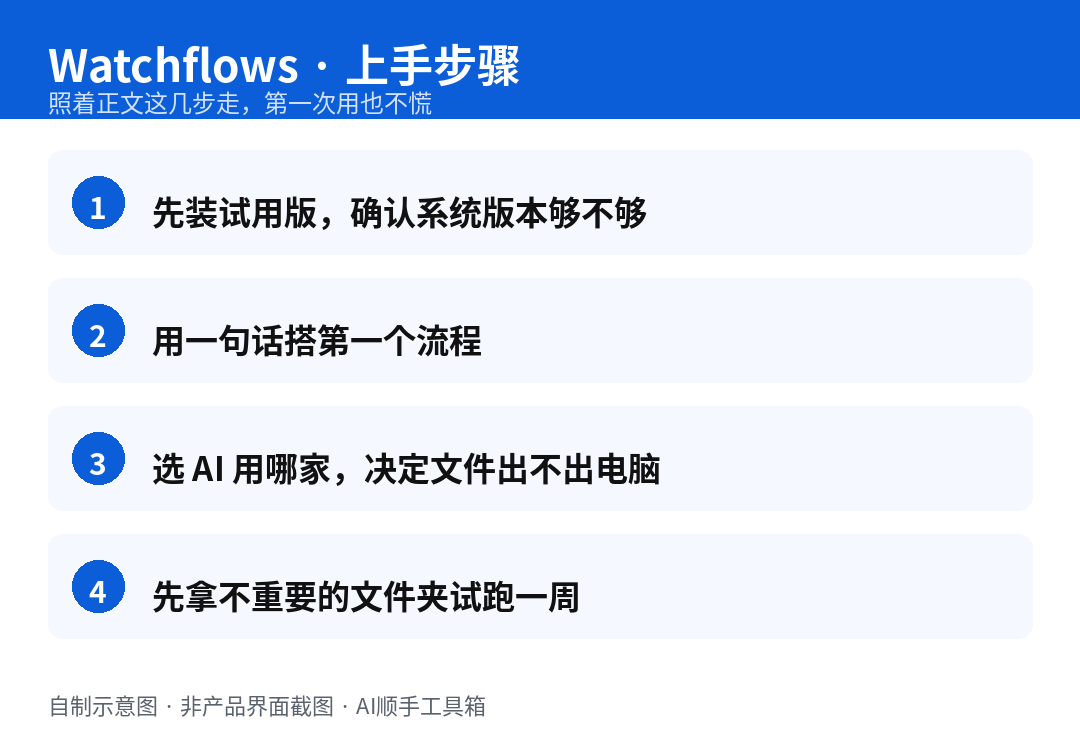 Watchflows · 上手步骤
照着正文这几步走，第一次用也不慌
1 先装试用版，确认系统版本够不够
2 用一句话搭第一个流程
3 选 AI 用哪家，决定文件出不出电脑
4 先拿不重要的文件夹试跑一周
自制示意图 · 非产品界面截图 · AI顺手工具箱